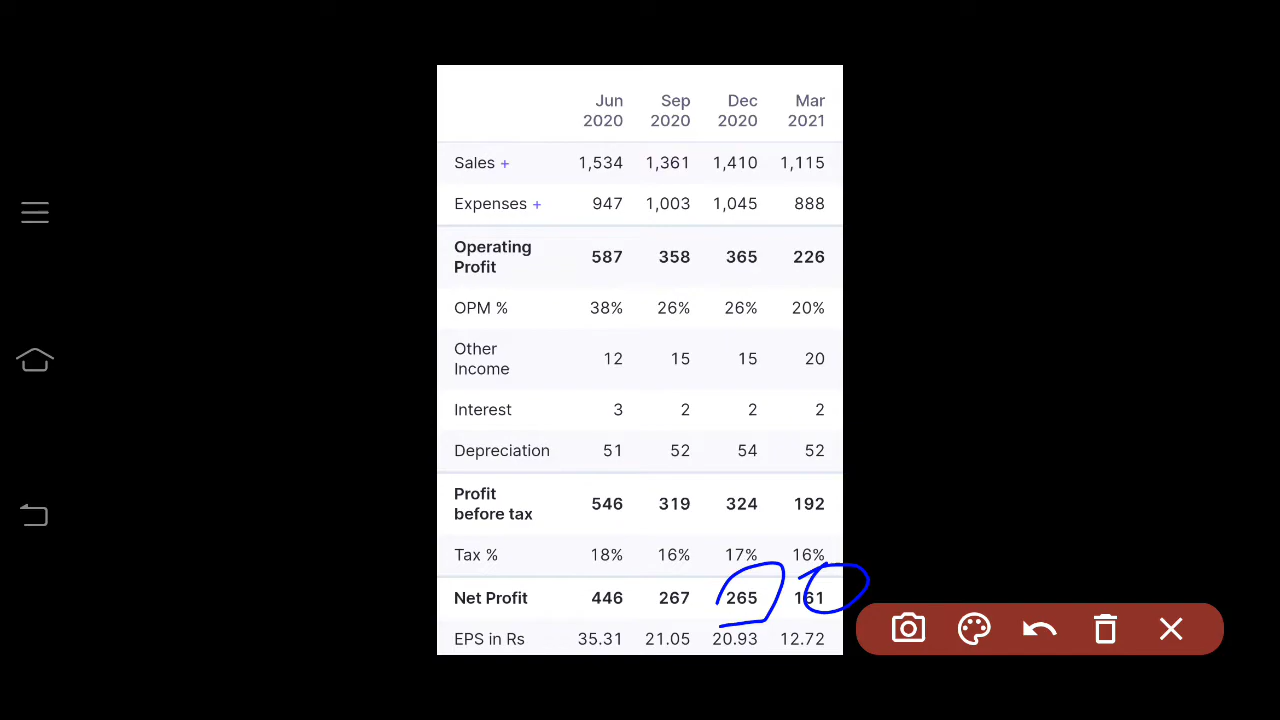 Jun Sep Dec Mar
2020 2020 2020 2021
Sales + 1,534 1,361 1,410 1,115
Expenses + 947 1,003 1,045 888
Operating
Profit 587 358 365 226
OPM % 38% 26% 26% 20%
Other
Income 12 15 15 20
Interest 3 2 2 2
Depreciation 51 52 54 52
Profit
before tax 546 319 324 192
Tax % 18% 16% 17% 16%
Net Profit 446 267 265 161
EPS in Rs 35.31 21.05 20.93 12.72